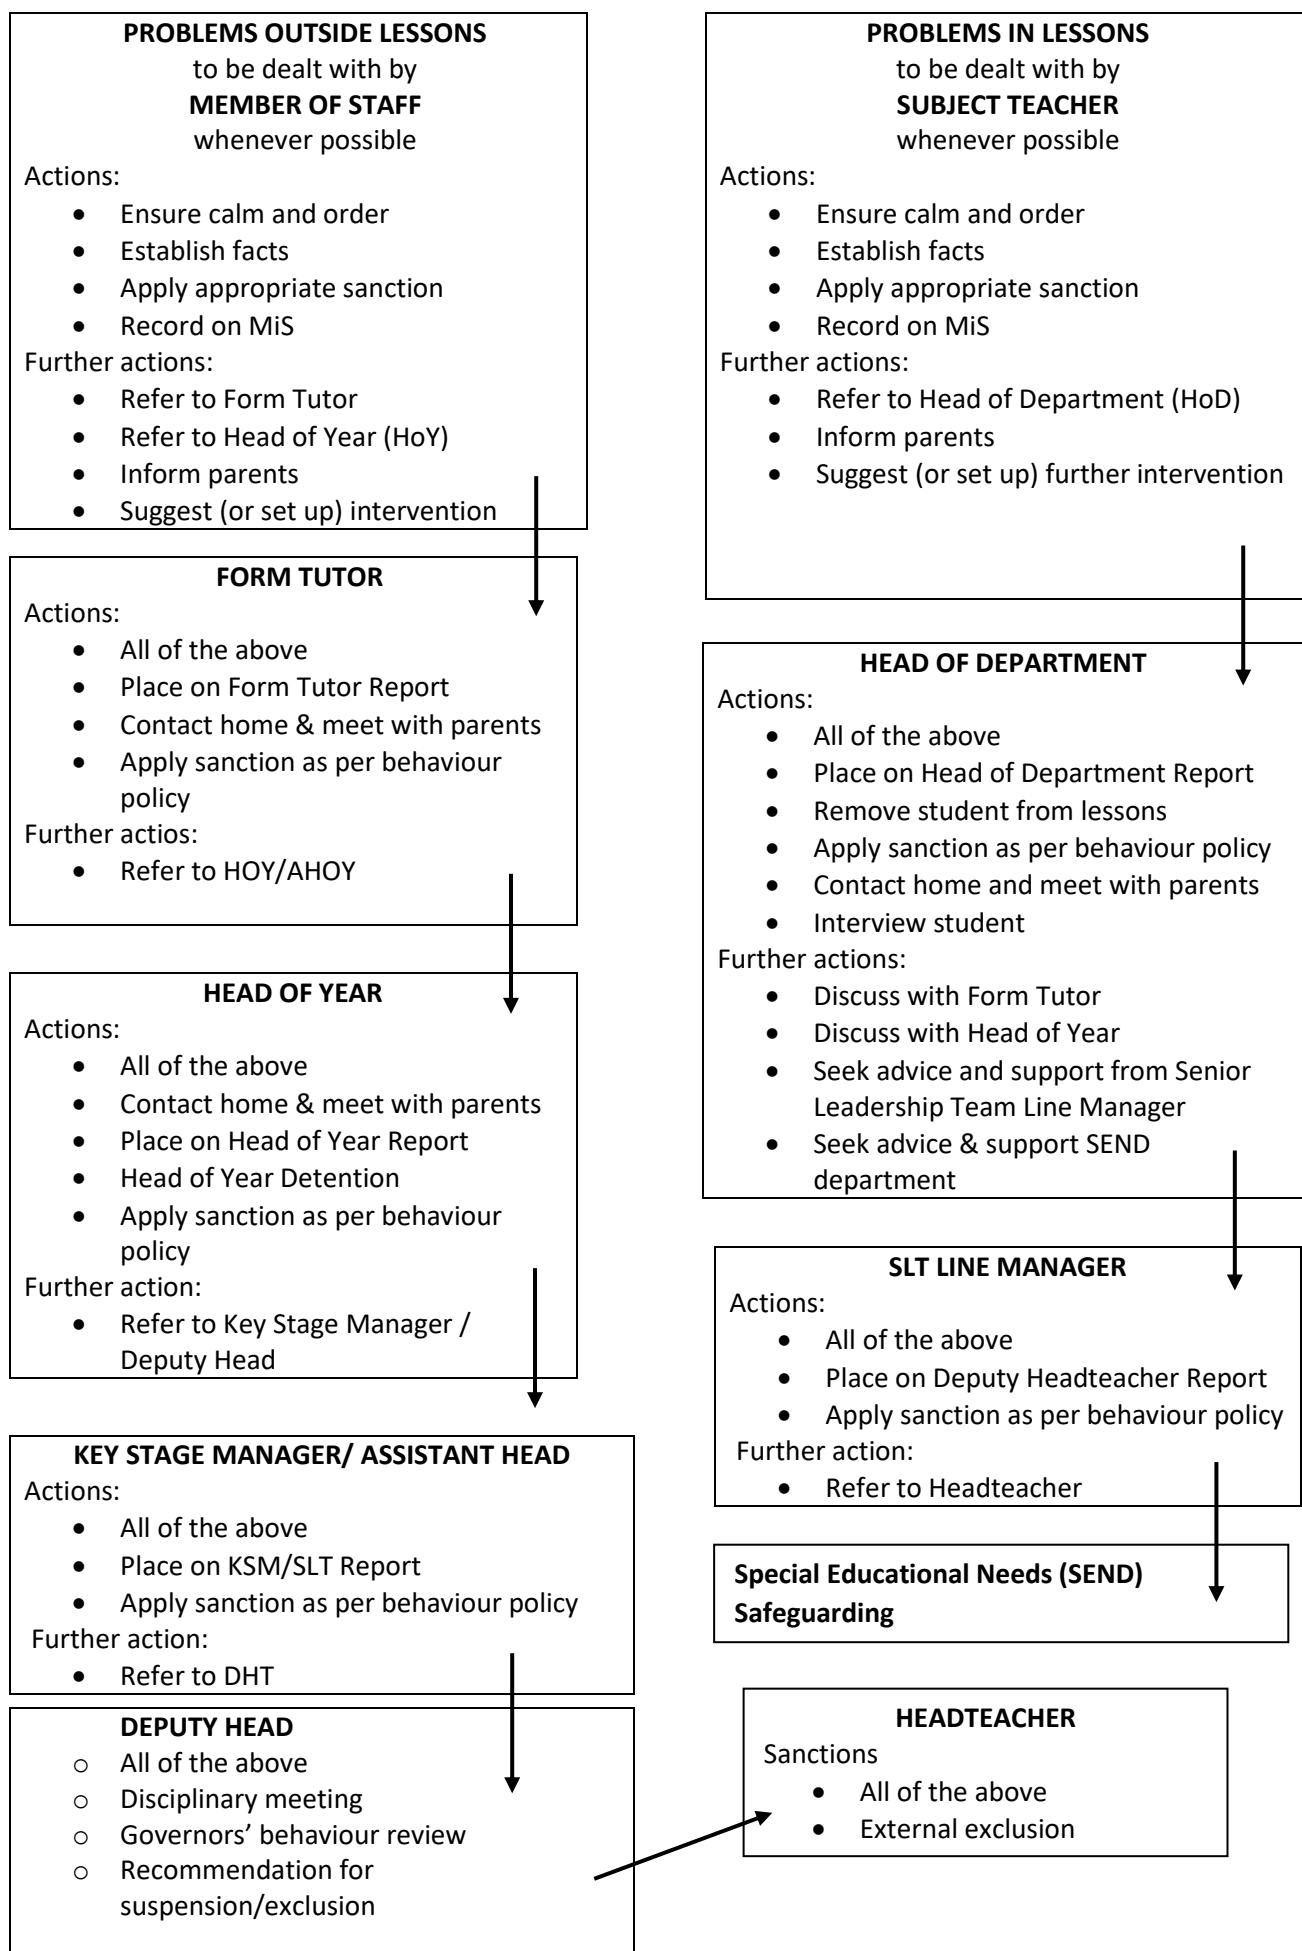 PROBLEMS OUTSIDE LESSONS
to be dealt with by
MEMBER OF STAFF
whenever possible
Actions:
• Ensure calm and order
• Establish facts
• Apply appropriate sanction
• Record on MiS
Further actions:
• Refer to Form Tutor
• Refer to Head of Year (HoY)
• Inform parents
• Suggest (or set up) intervention
FORM TUTOR
Actions:
• All of the above
• Place on Form Tutor Report
• Contact home & meet with parents
• Apply sanction as per behaviour
policy
Further actios:
• Refer to HOY/AHOY
HEAD OF YEAR
Actions:
• All of the above
• Contact home & meet with parents
• Place on Head of Year Report
• Head of Year Detention
• Apply sanction as per behaviour
policy
Further action:
• Refer to Key Stage Manager /
Deputy Head
KEY STAGE MANAGER/ ASSISTANT HEAD
Actions:
• All of the above
• Place on KSM/SLT Report
• Apply sanction as per behaviour policy
Further action:
• Refer to DHT
DEPUTY HEAD
o All of the above
o Disciplinary meeting
o Governors’ behaviour review
o Recommendation for
suspension/exclusion
PROBLEMS IN LESSONS
to be dealt with by
SUBJECT TEACHER
whenever possible
Actions:
• Ensure calm and order
• Establish facts
• Apply appropriate sanction
• Record on MiS
Further actions:
• Refer to Head of Department (HoD)
• Inform parents
• Suggest (or set up) further intervention
HEAD OF DEPARTMENT
Actions:
• All of the above
• Place on Head of Department Report
• Remove student from lessons
• Apply sanction as per behaviour policy
• Contact home and meet with parents
• Interview student
Further actions:
• Discuss with Form Tutor
• Discuss with Head of Year
• Seek advice and support from Senior
Leadership Team Line Manager
• Seek advice & support SEND
department
SLT LINE MANAGER
Actions:
• All of the above
• Place on Deputy Headteacher Report
• Apply sanction as per behaviour policy
Further action:
• Refer to Headteacher
Special Educational Needs (SEND)
Safeguarding
HEADTEACHER
Sanctions
• All of the above
• External exclusion